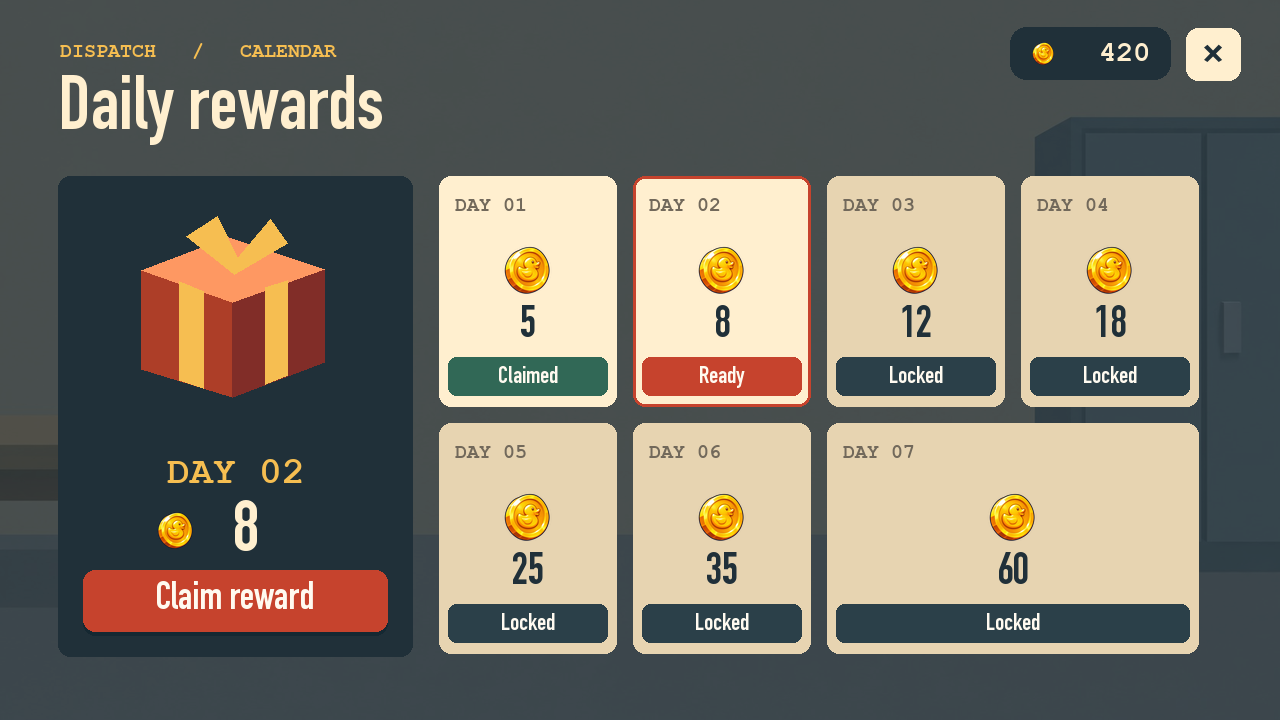 DISPATCH / CALENDAR
Daily rewards
420
×
DAY 02
8
Claim reward
DAY 01
5
Claimed
DAY 02
8
Ready
DAY 03
12
Locked
DAY 04
18
Locked
DAY 05
25
Locked
DAY 06
35
Locked
DAY 07
60
Locked